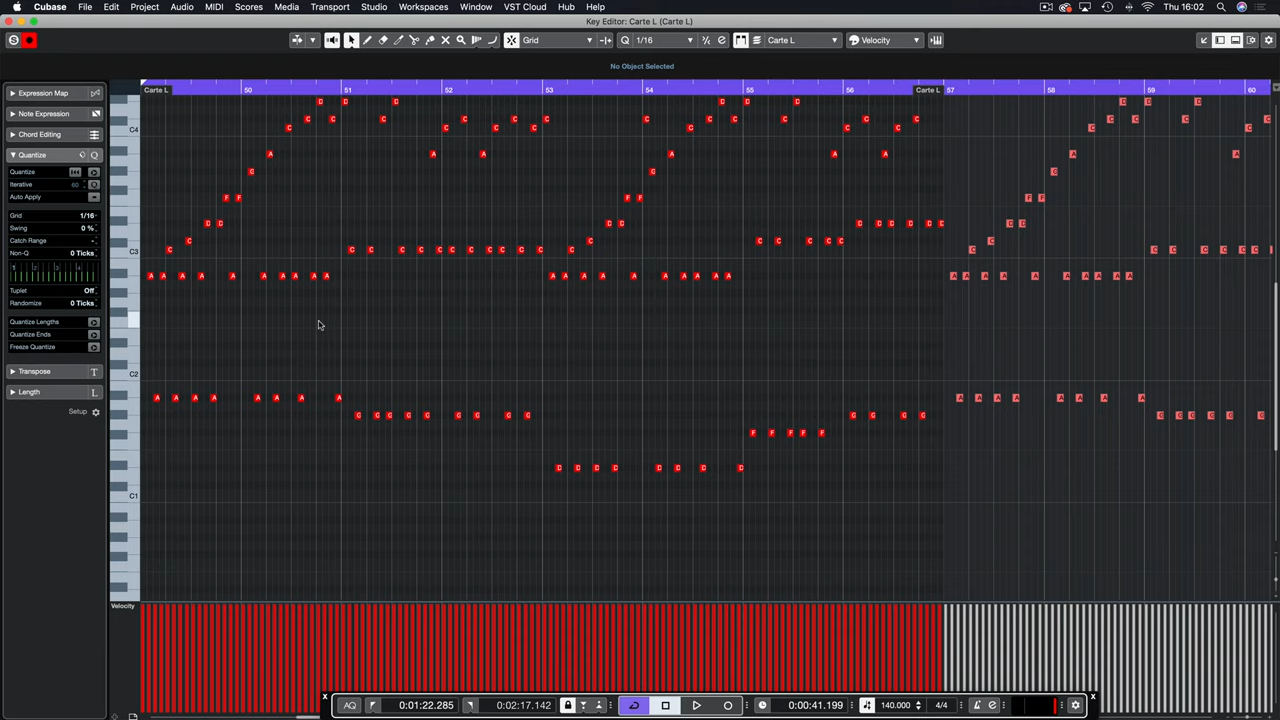 Cubase File Edit Project Audio MIDI Scores Media Transport Studio Workspaces Window VST Cloud Hub Help Thu 16:02
Key Editor: Carte L (Carte L)
S Grid Q 1/16 Carte L Velocity
No Object Selected
Carte L 50 51 52 53 54 55 56 Carte L 57 58 59 60
Expression Map
Note Expression
Chord Editing
Quantize Q
Quantize
Iterative 60 Q
Auto Apply
Grid 1/16
Swing 0 %
Catch Range -
Non-Q 0 Ticks
1 2 3 4
Tuplet Off
Randomize 0 Ticks
Quantize Lengths
Quantize Ends
Freeze Quantize
Transpose T
Length L
Setup
C4
C3
C2
C1
Velocity
x AQ 0:01:22.285 0:02:17.142 0:00:41.199 140.000 4/4 x